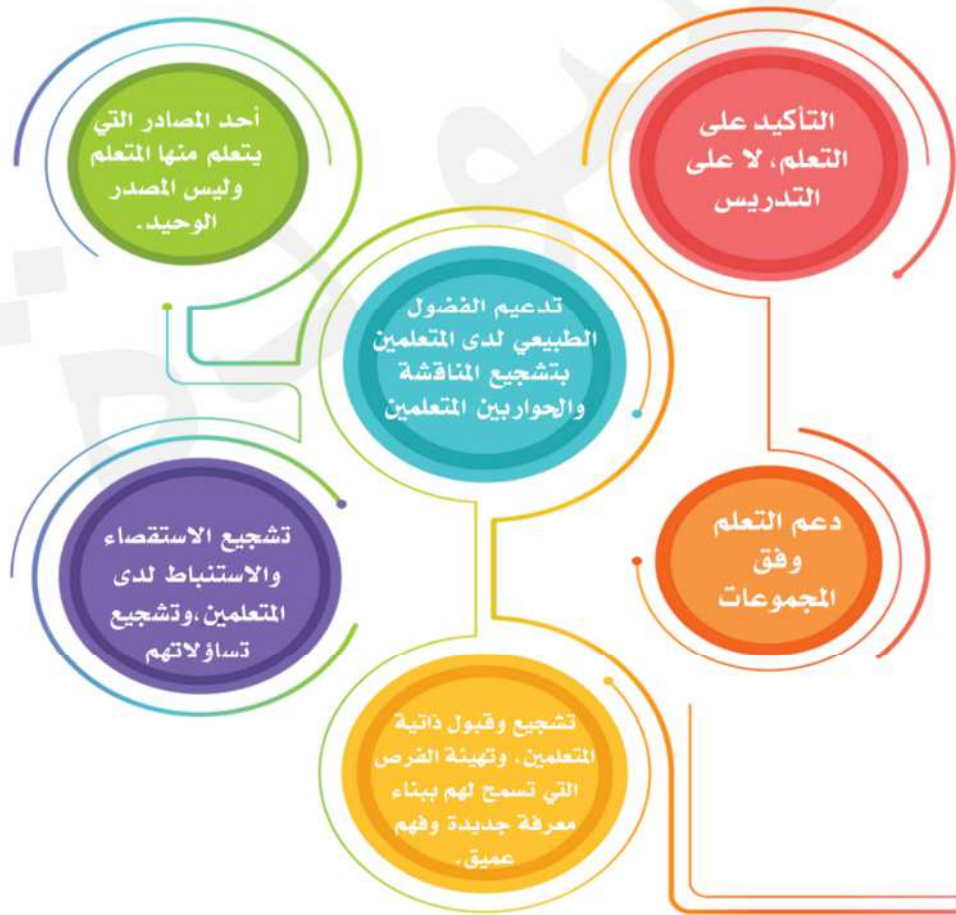 التأكيد على
التعلم، لا على
التدريس
أحد المصادر التي
يتعلم منها المتعلم
وليس المصدر
الوحيد.
تدعيم الفضول
الطبيعي لدى المتعلمين
بتشجيع المناقشة
والحواربين المتعلمين
دعم التعلم
وفق
المجموعات
تشجيع الاستقصاء
والاستنباط لدى
المتعلمين،وتشجيع
تساؤلاتهم
تشجيع وقبول ذاتية
المتعلمين، وتهيئة الفرص
التي تسمح لهم ببناء
معرفة جديدة وفهم
عميق.